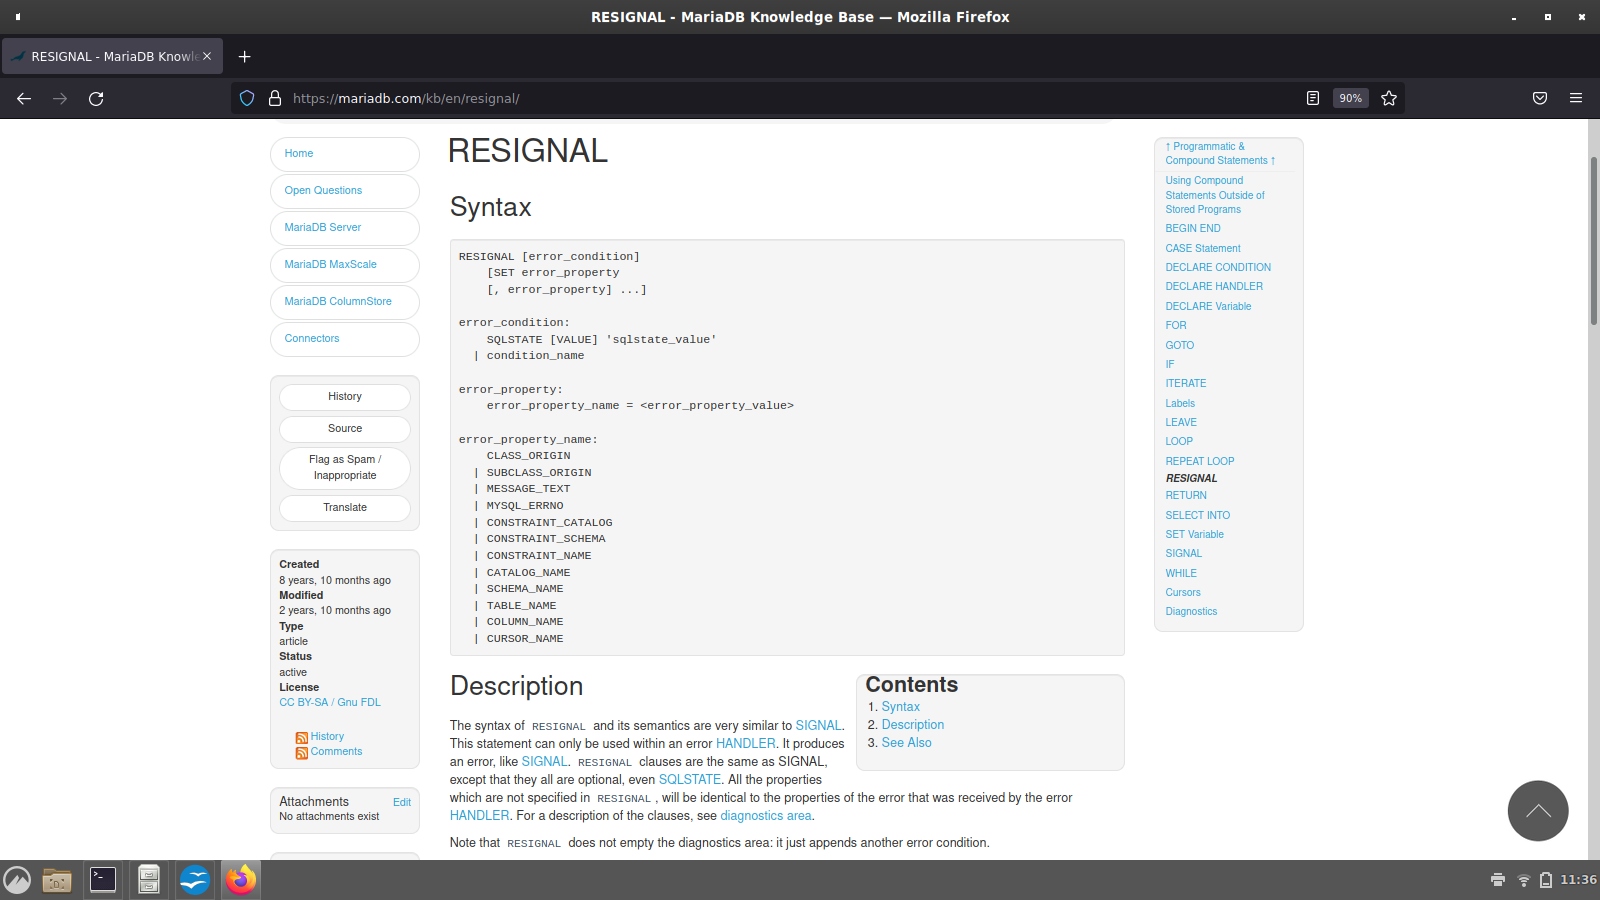 RESIGNAL - MariaDB Knowledge Base — Mozilla Firefox
RESIGNAL - MariaDB Knowle
https://mariadb.com/kb/en/resignal/
90%
Home
Open Questions
MariaDB Server
MariaDB MaxScale
MariaDB ColumnStore
Connectors
History
Source
Flag as Spam /
Inappropriate
Translate
Created
8 years, 10 months ago
Modified
2 years, 10 months ago
Type
article
Status
active
License
CC BY-SA / Gnu FDL
History
Comments
Attachments Edit
No attachments exist
RESIGNAL
Syntax
RESIGNAL [error_condition]
[SET error_property
[, error_property] ...]
error_condition:
SQLSTATE [VALUE] 'sqlstate_value'
| condition_name
error_property:
error_property_name = <error_property_value>
error_property_name:
CLASS_ORIGIN
| SUBCLASS_ORIGIN
| MESSAGE_TEXT
| MYSQL_ERRNO
| CONSTRAINT_CATALOG
| CONSTRAINT_SCHEMA
| CONSTRAINT_NAME
| CATALOG_NAME
| SCHEMA_NAME
| TABLE_NAME
| COLUMN_NAME
| CURSOR_NAME
Contents
1. Syntax
2. Description
3. See Also
Description
The syntax of RESIGNAL and its semantics are very similar to SIGNAL.
This statement can only be used within an error HANDLER. It produces
an error, like SIGNAL. RESIGNAL clauses are the same as SIGNAL,
except that they all are optional, even SQLSTATE. All the properties
which are not specified in RESIGNAL , will be identical to the properties of the error that was received by the error
HANDLER. For a description of the clauses, see diagnostics area.
Note that RESIGNAL does not empty the diagnostics area: it just appends another error condition.
↑ Programmatic &
Compound Statements ↑
Using Compound
Statements Outside of
Stored Programs
BEGIN END
CASE Statement
DECLARE CONDITION
DECLARE HANDLER
DECLARE Variable
FOR
GOTO
IF
ITERATE
Labels
LEAVE
LOOP
REPEAT LOOP
RESIGNAL
RETURN
SELECT INTO
SET Variable
SIGNAL
WHILE
Cursors
Diagnostics
11:36